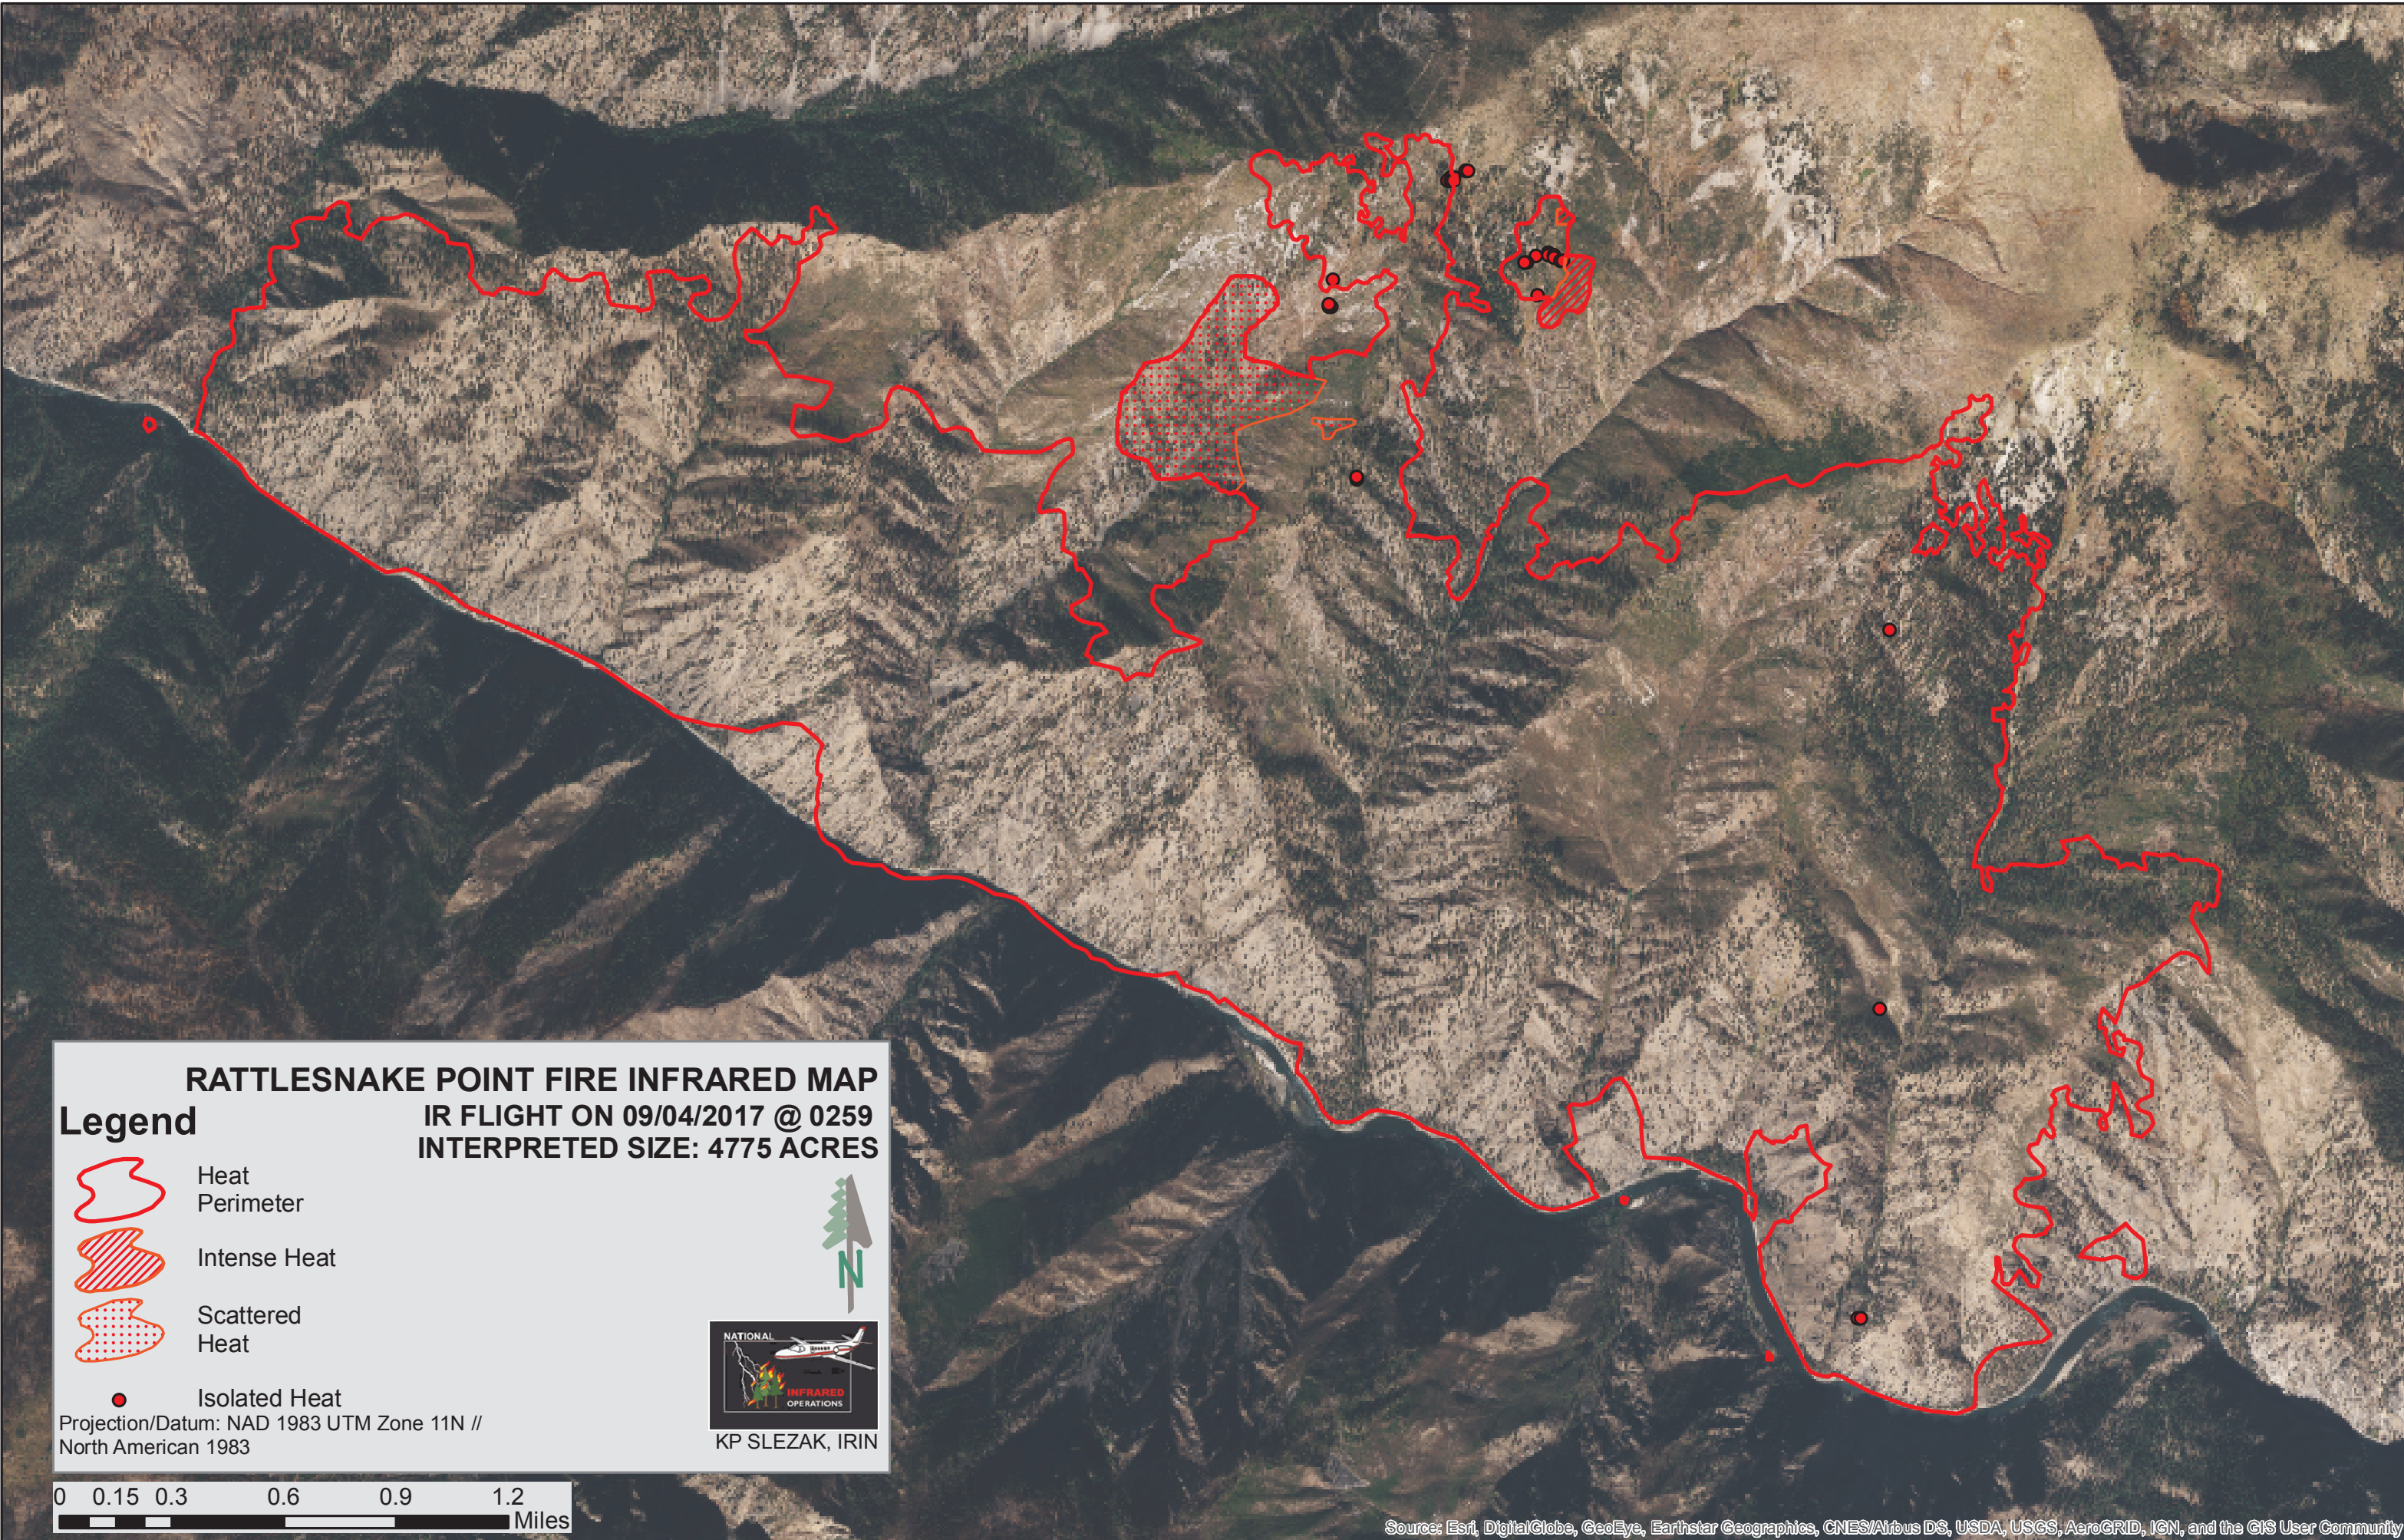 RATTLESNAKE POINT FIRE INFRARED MAP
Legend
IR FLIGHT ON 09/04/2017 @ 0259
INTERPRETED SIZE: 4775 ACRES
Heat
Perimeter
Intense Heat
Scattered
Heat
Isolated Heat
Projection/Datum: NAD 1983 UTM Zone 11N //
North American 1983
N
NATIONAL
INFRARED
OPERATIONS
KP SLEZAK, IRIN
0 0.15 0.3 0.6 0.9 1.2
Miles
Source: Esri, DigitalGlobe, GeoEye, Earthstar Geographics, CNES/Airbus DS, USDA, USGS, AeroGRID, IGN, and the GIS User Community